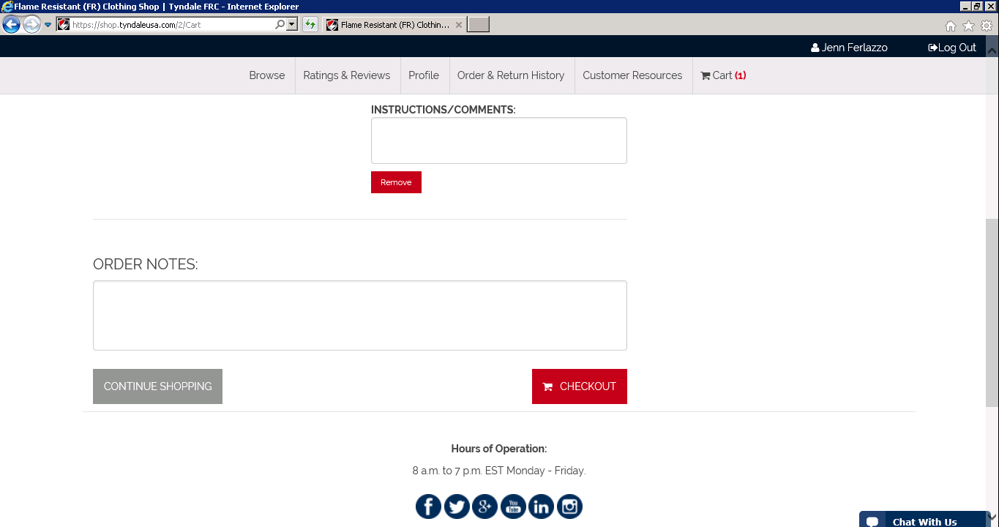 Flame Resistant (FR) Clothing Shop | Tyndale FRC - Internet Explorer
https://shop.tyndaleusa.com/2/Cart
Flame Resistant (FR) Clothin...
Jenn Ferlazzo
Log Out
Browse
Ratings & Reviews
Profile
Order & Return History
Customer Resources
Cart (1)
INSTRUCTIONS/COMMENTS:
Remove
ORDER NOTES:
CONTINUE SHOPPING
CHECKOUT
Hours of Operation:
8 a.m. to 7 p.m. EST Monday - Friday.
You Tube
Chat With Us